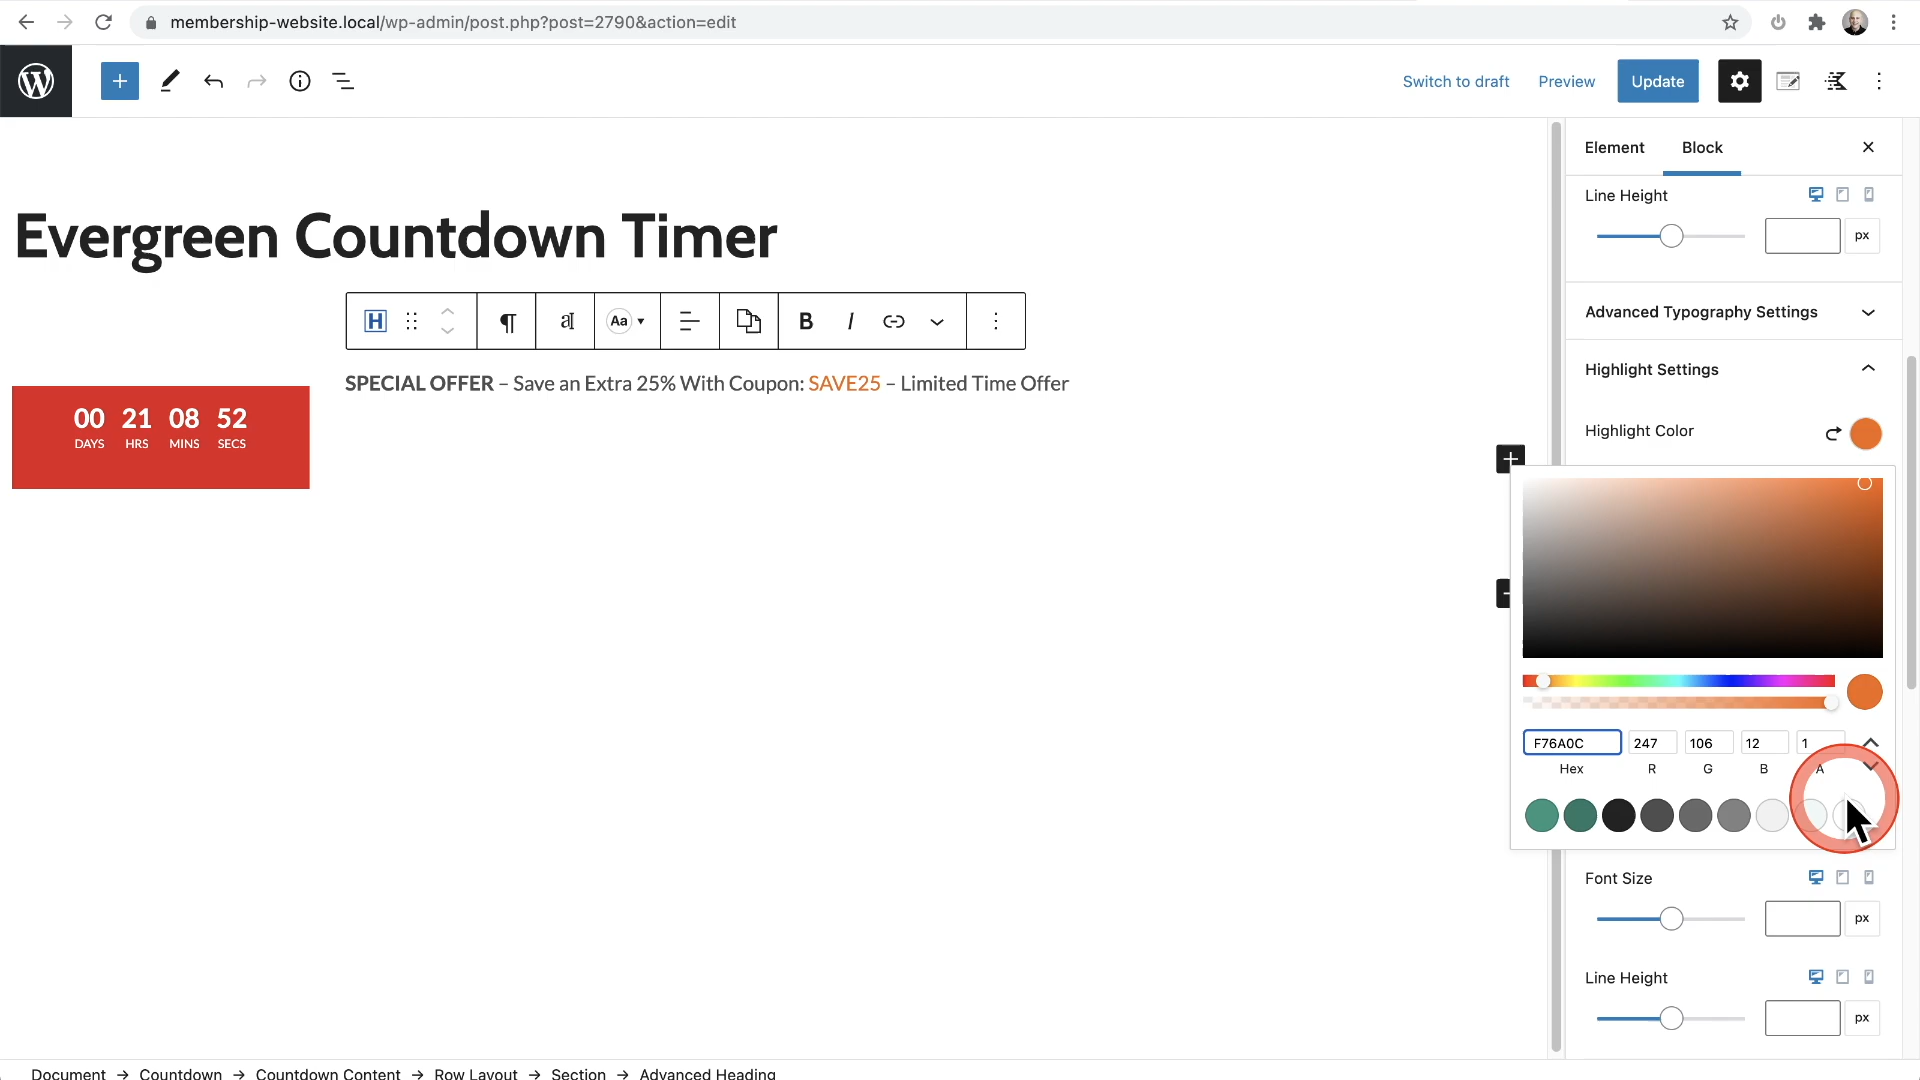 membership-website.local/wp-admin/post.php?post=2790&action=edit
Switch to draft
Preview
Update
Element
Block
Line Height
px
Evergreen Countdown Timer
Advanced Typography Settings
H
¶
aI
Aa
B
I
Highlight Settings
SPECIAL OFFER – Save an Extra 25% With Coupon: SAVE25 – Limited Time Offer
00 21 08 52
DAYS HRS MINS SECS
Highlight Color
F76A0C 247 106 12 1
Hex R G B A
Font Size
px
Line Height
px
Document → Countdown → Countdown Content → Row Layout → Section → Advanced Heading